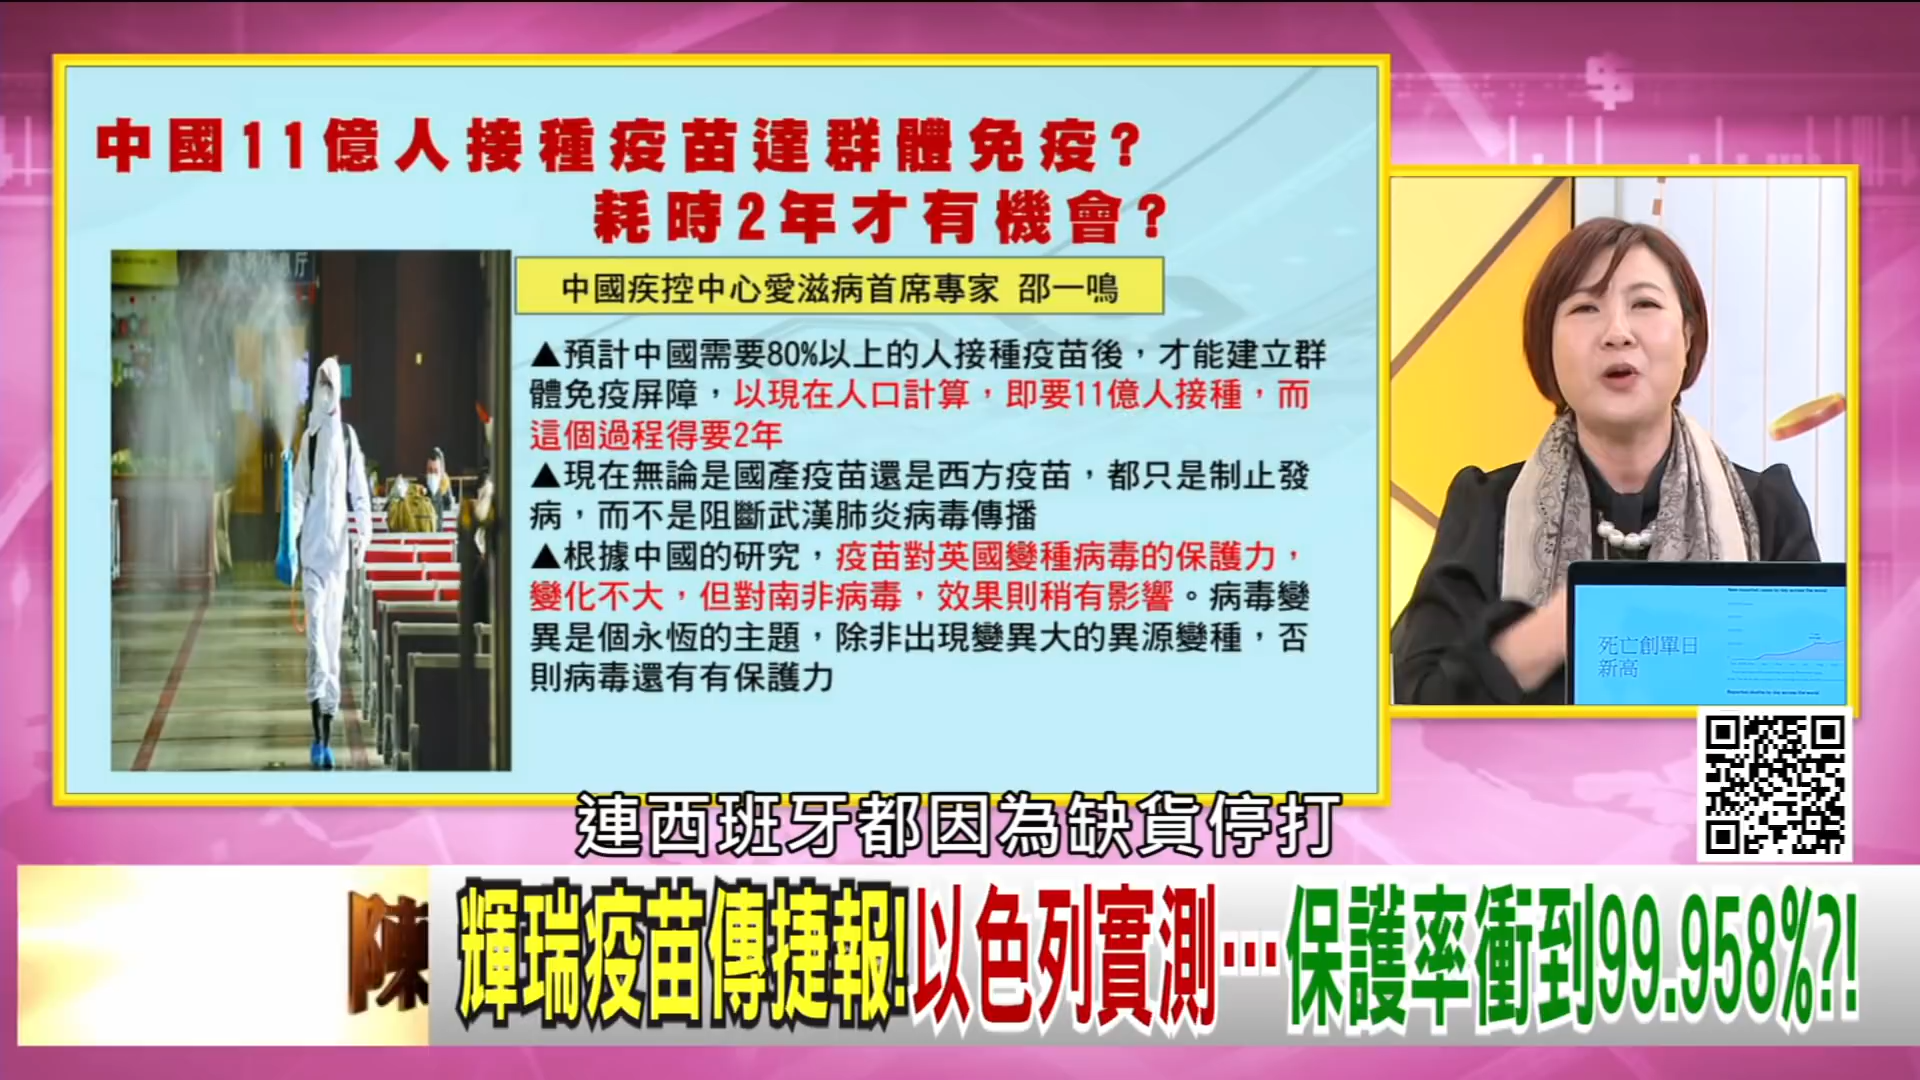 中國11億人接種疫苗達群體免疫?
耗時2年才有機會?
中國疾控中心愛滋病首席專家 邵一鳴
▲預計中國需要80%以上的人接種疫苗後，才能建立群
體免疫屏障，以現在人口計算，即要11億人接種，而
這個過程得要2年
▲現在無論是國產疫苗還是西方疫苗，都只是制止發
病，而不是阻斷武漢肺炎病毒傳播
▲根據中國的研究，疫苗對英國變種病毒的保護力，
變化不大，但對南非病毒，效果則稍有影響。病毒變
異是個永恆的主題，除非出現變異大的異源變種，否
則病毒還有有保護力
死亡創單日
新高
連西班牙都因為缺貨停打
陳
輝瑞疫苗傳捷報!以色列實測…保護率衝到99.958%?!